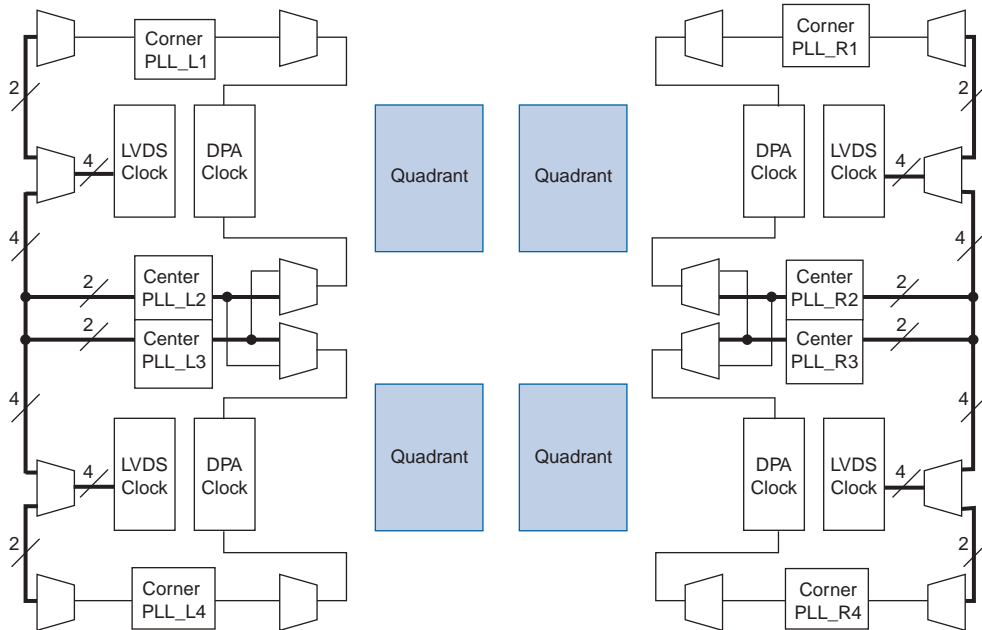 Corner
PLL_L1
Corner
PLL_R1
2
2
4
LVDS
Clock
DPA
Clock
Quadrant
Quadrant
DPA
Clock
LVDS
Clock
4
4
4
2
Center
PLL_L2
Center
PLL_R2
2
2
Center
PLL_L3
Center
PLL_R3
2
4
4
4
LVDS
Clock
DPA
Clock
Quadrant
Quadrant
DPA
Clock
LVDS
Clock
4
2
2
Corner
PLL_L4
Corner
PLL_R4